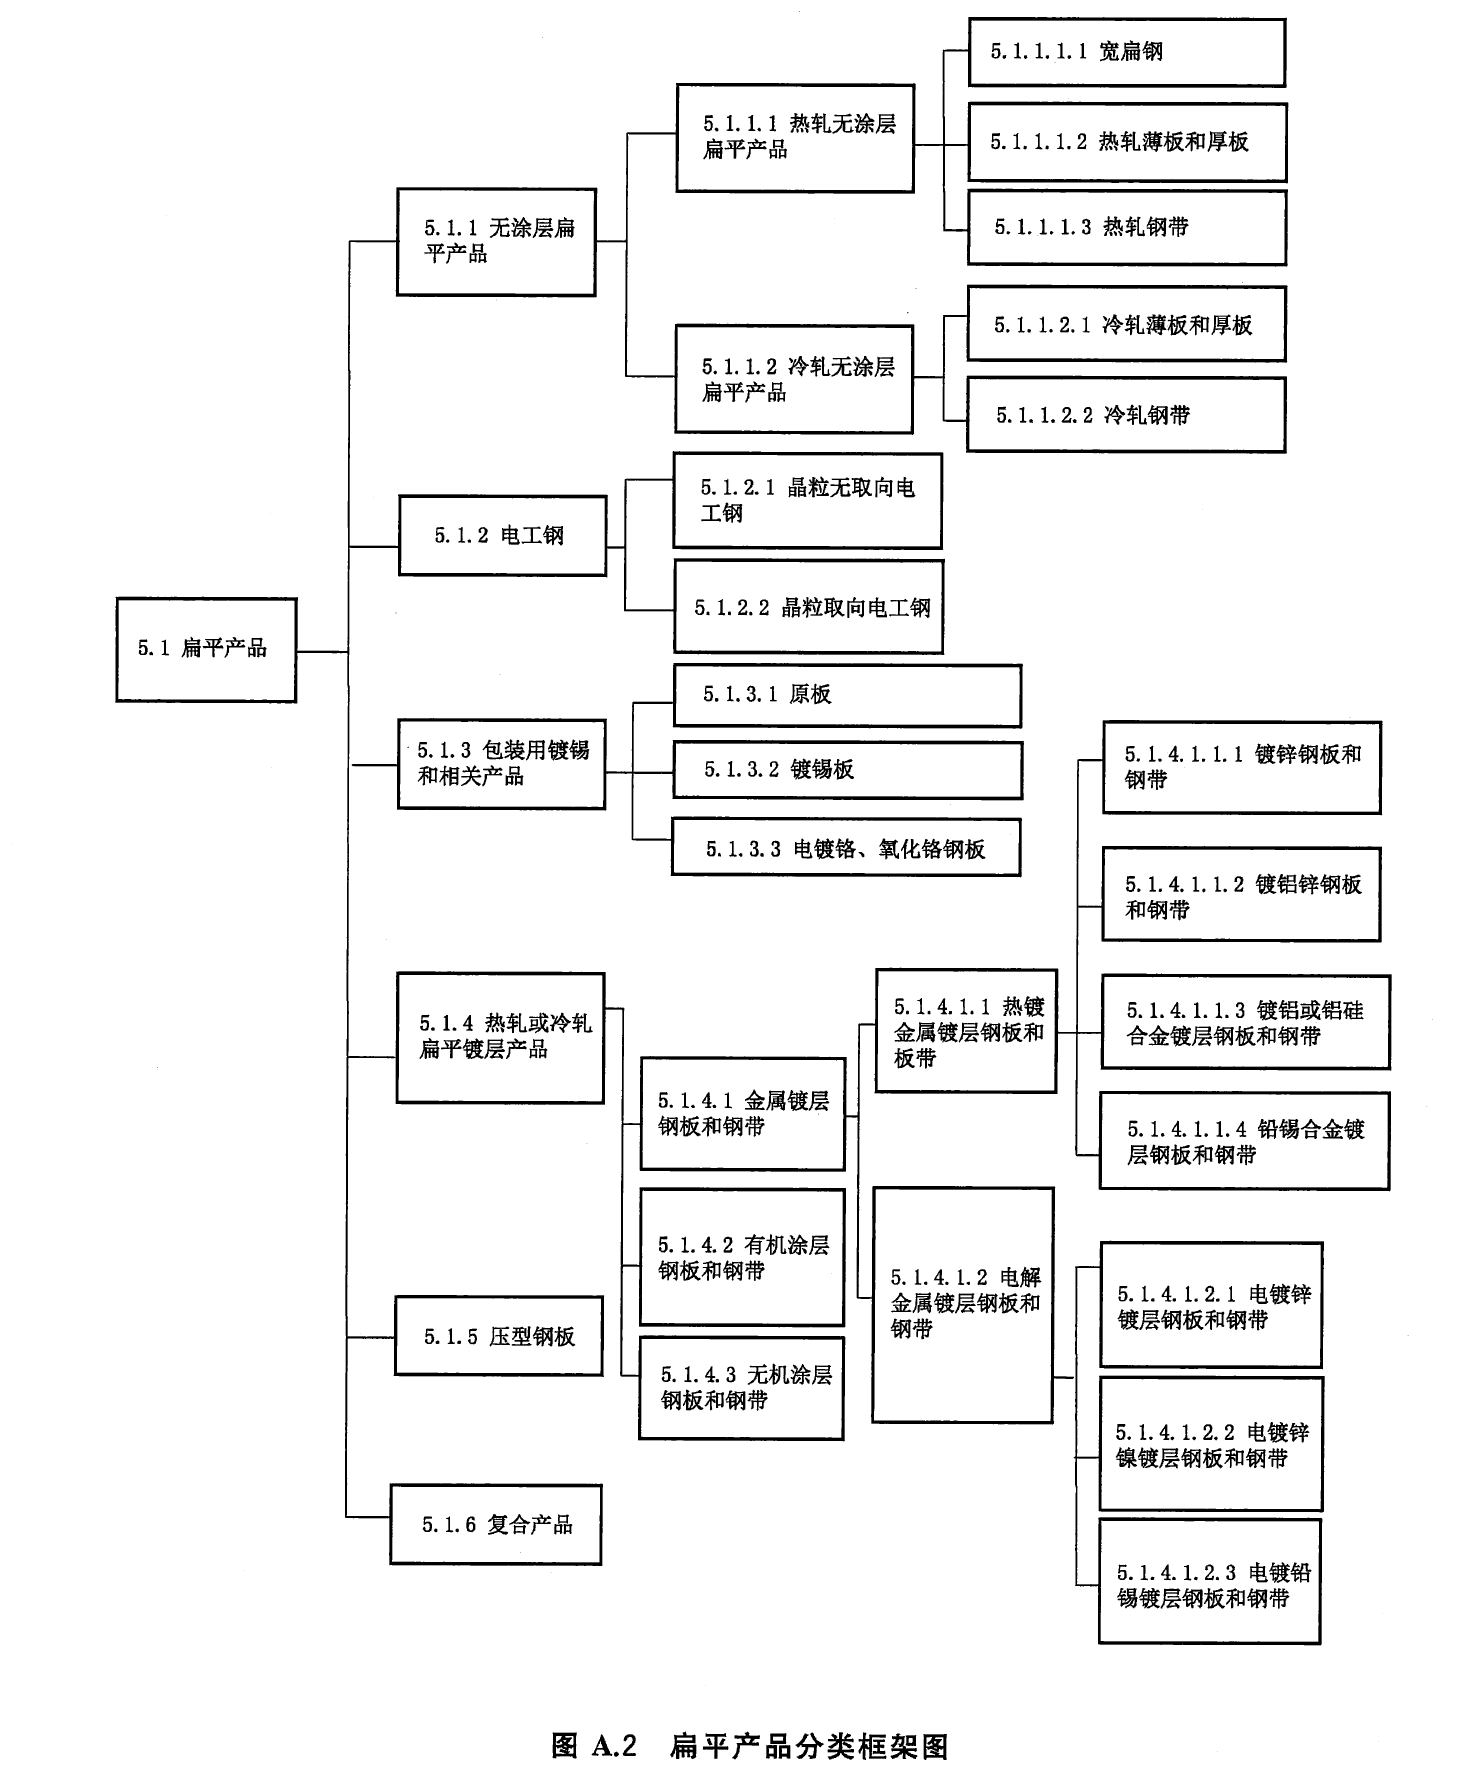 5.1 扁平产品
5.1.1 无涂层扁
平产品
5.1.1.1 热轧无涂层
扁平产品
5.1.1.1.1 宽扁钢
5.1.1.1.2 热轧薄板和厚板
5.1.1.1.3 热轧钢带
5.1.1.2 冷轧无涂层
扁平产品
5.1.1.2.1 冷轧薄板和厚板
5.1.1.2.2 冷轧钢带
5.1.2 电工钢
5.1.2.1 晶粒无取向电
工钢
5.1.2.2 晶粒取向电工钢
5.1.3 包装用镀锡
和相关产品
5.1.3.1 原板
5.1.3.2 镀锡板
5.1.3.3 电镀铬、氧化铬钢板
5.1.4 热轧或冷轧
扁平镀层产品
5.1.4.1 金属镀层
钢板和钢带
5.1.4.1.1 热镀
金属镀层钢板和
板带
5.1.4.1.1.1 镀锌钢板和
钢带
5.1.4.1.1.2 镀铝锌钢板
和钢带
5.1.4.1.1.3 镀铝或铝硅
合金镀层钢板和钢带
5.1.4.1.1.4 铅锡合金镀
层钢板和钢带
5.1.4.1.2 电解
金属镀层钢板和
钢带
5.1.4.1.2.1 电镀锌
镀层钢板和钢带
5.1.4.1.2.2 电镀锌
镍镀层钢板和钢带
5.1.4.1.2.3 电镀铅
锡镀层钢板和钢带
5.1.4.2 有机涂层
钢板和钢带
5.1.4.3 无机涂层
钢板和钢带
5.1.5 压型钢板
5.1.6 复合产品
图 A.2 扁平产品分类框架图